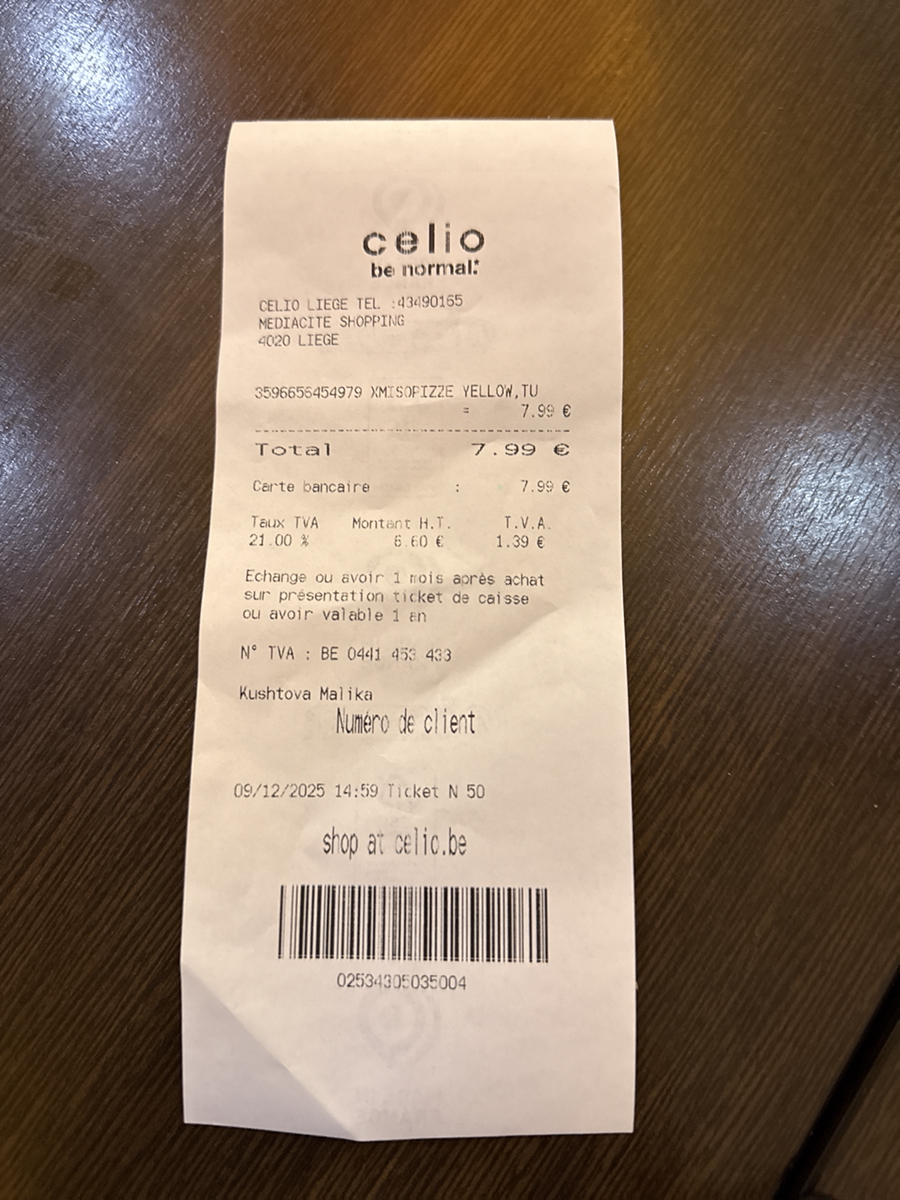 celio
be normal:
CELIO LIEGE TEL :43490165
MEDIACITE SHOPPING
4020 LIEGE
3596656454979 XMISOPIZZE YELLOW,TU
= 7.99 €
Total 7.99 €
Carte bancaire : 7.99 €
Taux TVA Montant H.T. T.V.A.
21.00 % 6.60 € 1.39 €
Echange ou avoir 1 mois après achat
sur présentation ticket de caisse
ou avoir valable 1 an
N° TVA : BE 0441 453 433
Kushtova Malika
Numéro de client
09/12/2025 14:59 Ticket N 50
shop at celio.be
02534305035004